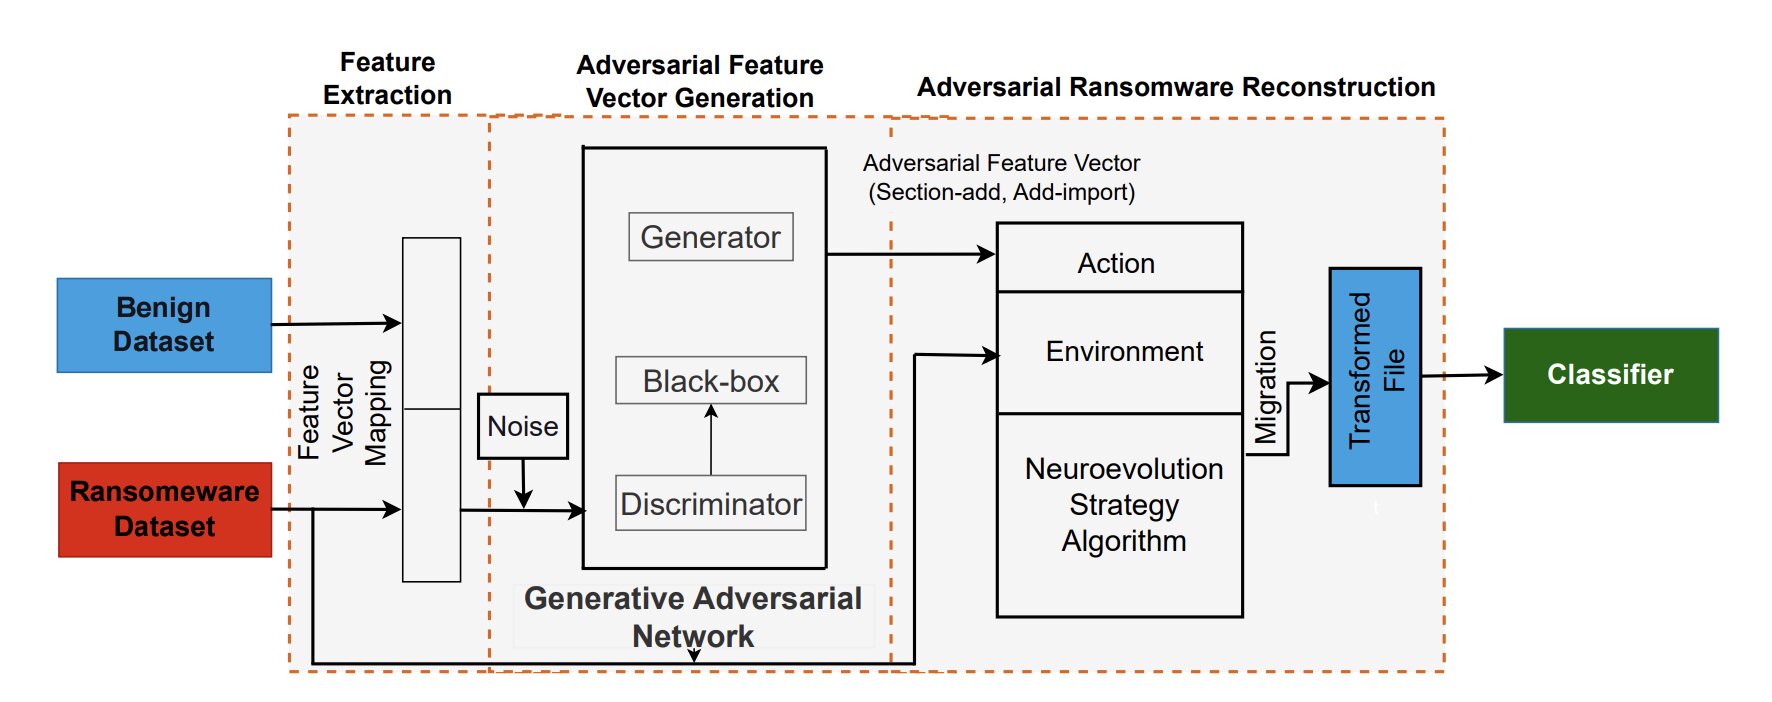 Feature
Extraction
Adversarial Feature
Vector Generation
Adversarial Ransomware Reconstruction
Adversarial Feature Vector
(Section-add, Add-import)
Benign
Dataset
Ransomeware
Dataset
Feature
Vector
Mapping
Noise
Generator
Black-box
Discriminator
Generative Adversarial
Network
Action
Environment
Neuroevolution
Strategy
Algorithm
Migration
Transformed
File
t
Classifier